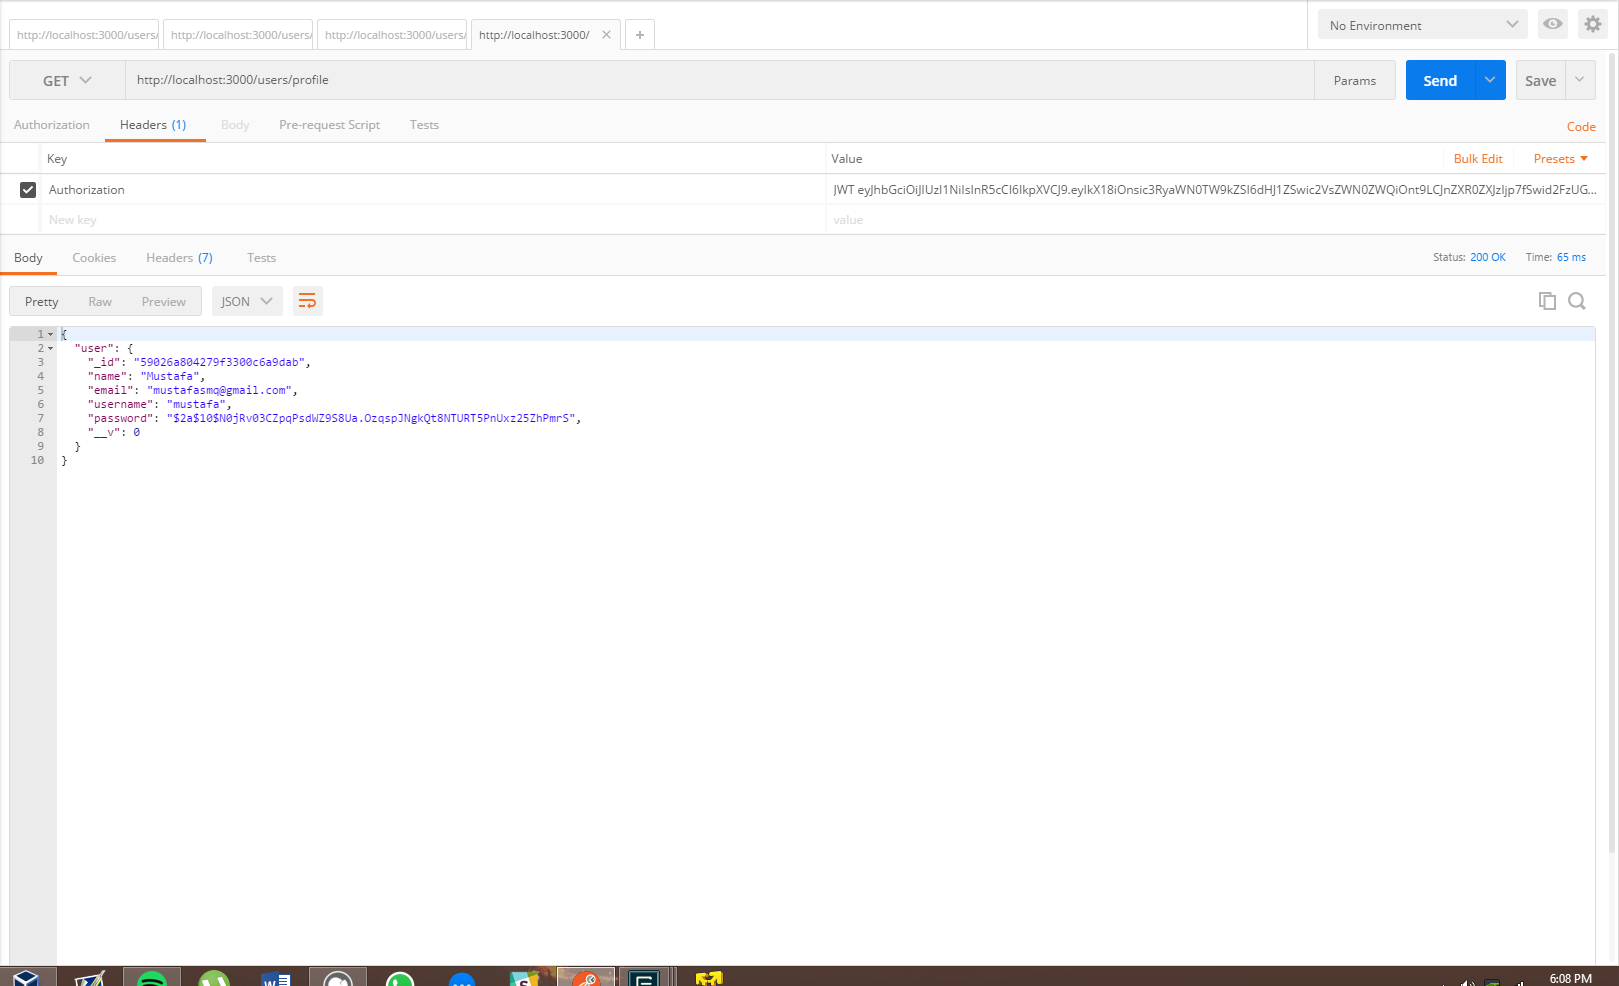 http://localhost:3000/users/
http://localhost:3000/users/
http://localhost:3000/users/
http://localhost:3000/
No Environment
GET
http://localhost:3000/users/profile
Params
Send
Save
Authorization
Headers (1)
Body
Pre-request Script
Tests
Code
Key
Value
Bulk Edit
Presets
Authorization
New key
value
Body
Cookies
Headers (7)
Tests
Status: 200 OK
Time: 65 ms
Pretty
Raw
Preview
JSON
1 {
2 "user": {
3 "_id": "59026a804279f3300c6a9dab",
4 "name": "Mustafa",
5 "email": "mustafasmq@gmail.com",
6 "username": "mustafa",
7 "password": "$2a$10$N0jRv03CZpqPsdWZ9S8Ua.OzqspJNgkQt8NTURT5PnUxz25ZhPmrS",
8 "__v": 0
9 }
10 }
6:08 PM